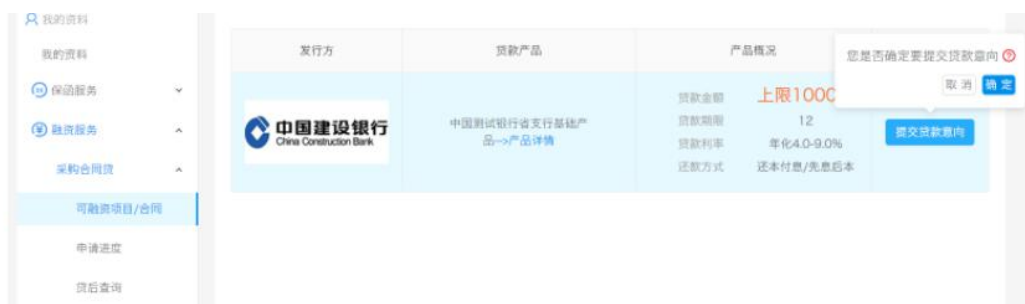 我的资料
我的资料
保函服务
融资服务
采购合同贷
可融资项目/合同
申请进度
贷后查询
发行方
贷款产品
产品概况
您是否确定要提交贷款意向
取 消
确 定
中国建设银行
China Construction Bank
中国测试银行省支行基础产
品-->产品详情
贷款金额 上限1000
贷款期限 12
贷款利率 年化4.0-9.0%
还款方式 还本付息/先息后本
提交贷款意向